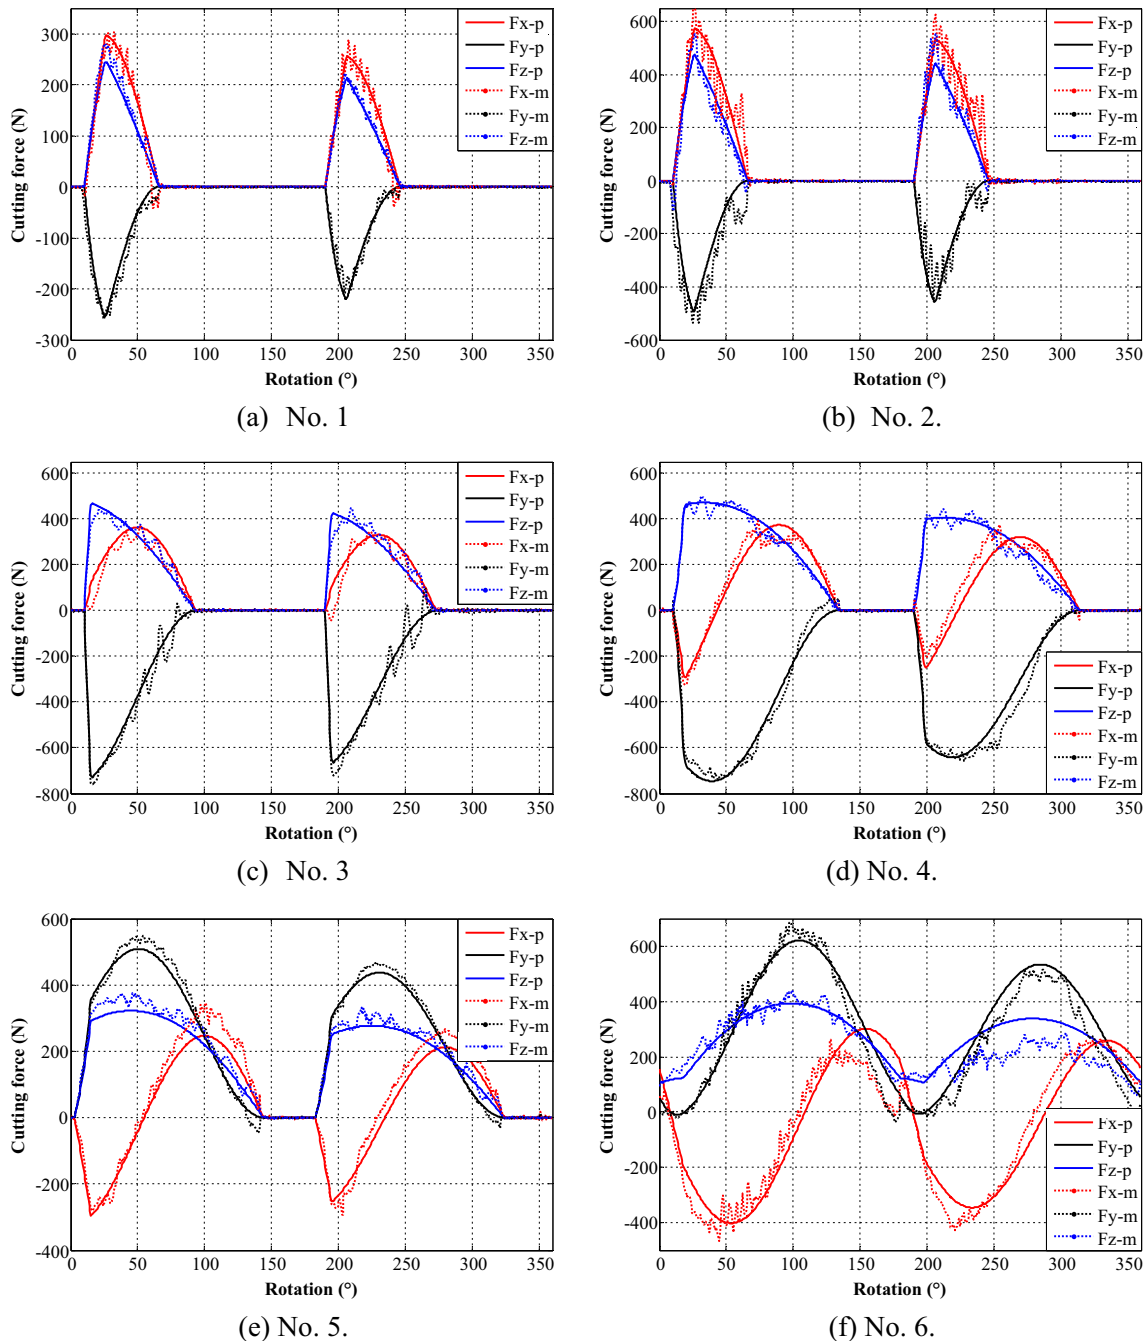 Cutting force (N)
300
200
100
0
-100
-200
-300
0 50 100 150 200 250 300 350
Rotation (°)
Fx-p
Fy-p
Fz-p
Fx-m
Fy-m
Fz-m
(a) No. 1
Cutting force (N)
600
400
200
0
-200
-400
-600
0 50 100 150 200 250 300 350
Rotation (°)
Fx-p
Fy-p
Fz-p
Fx-m
Fy-m
Fz-m
(b) No. 2.
Cutting force (N)
600
400
200
0
-200
-400
-600
-800
0 50 100 150 200 250 300 350
Rotation (°)
Fx-p
Fy-p
Fz-p
Fx-m
Fy-m
Fz-m
(c) No. 3
Cutting force (N)
600
400
200
0
-200
-400
-600
-800
0 50 100 150 200 250 300 350
Rotation (°)
Fx-p
Fy-p
Fz-p
Fx-m
Fy-m
Fz-m
(d) No. 4.
Cutting force (N)
600
400
200
0
-200
-400
0 50 100 150 200 250 300 350
Rotation (°)
Fx-p
Fy-p
Fz-p
Fx-m
Fy-m
Fz-m
(e) No. 5.
Cutting force (N)
600
400
200
0
-200
-400
0 50 100 150 200 250 300 350
Rotation (°)
Fx-p
Fy-p
Fz-p
Fx-m
Fy-m
Fz-m
(f) No. 6.